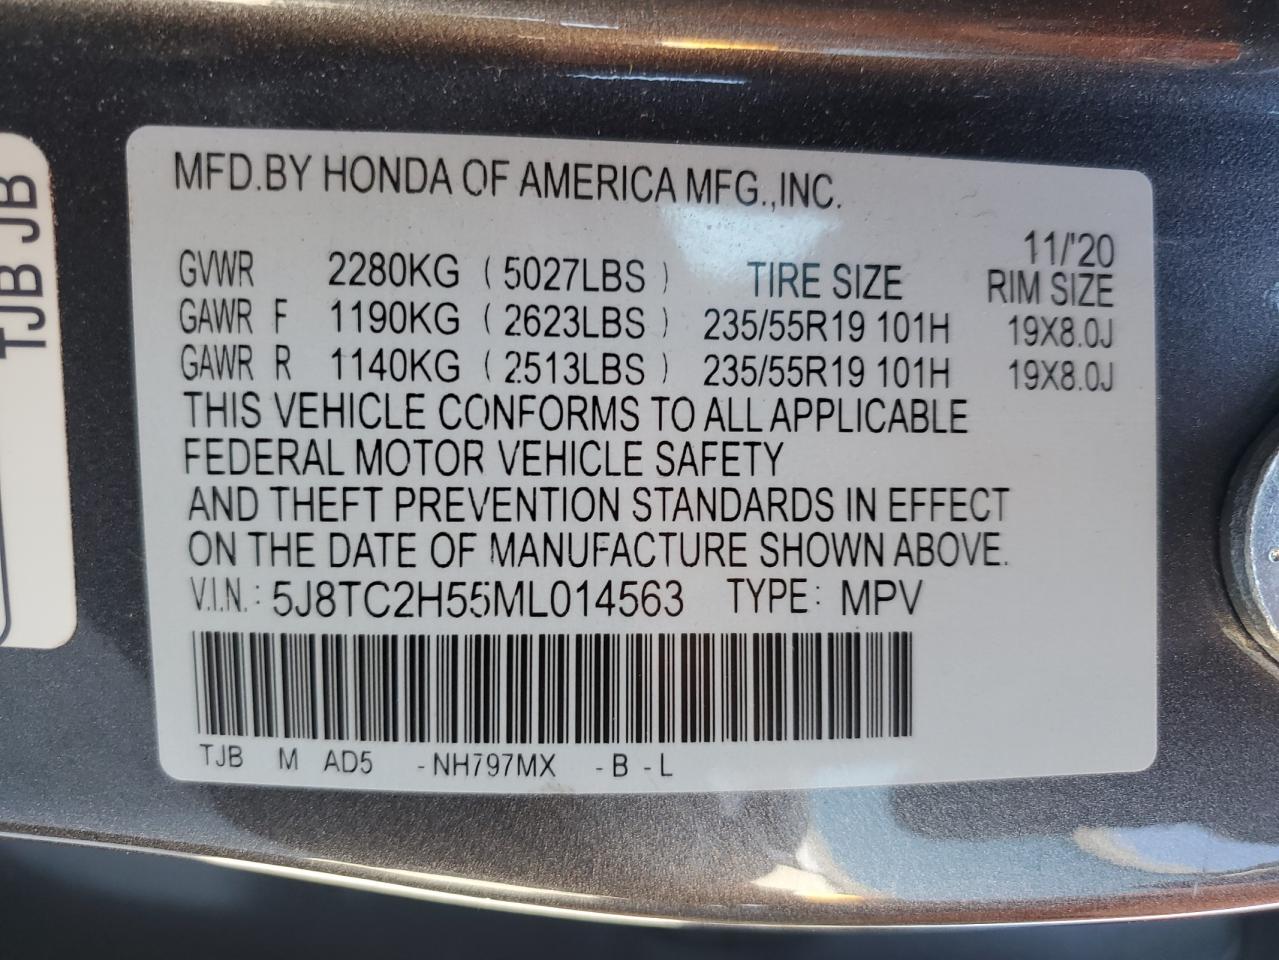 TJB JB
MFD.BY HONDA OF AMERICA MFG.,INC.
11/'20
GVWR 2280KG ( 5027LBS ) TIRE SIZE RIM SIZE
GAWR F 1190KG ( 2623LBS ) 235/55R19 101H 19X8.0J
GAWR R 1140KG ( 2513LBS ) 235/55R19 101H 19X8.0J
THIS VEHICLE CONFORMS TO ALL APPLICABLE
FEDERAL MOTOR VEHICLE SAFETY
AND THEFT PREVENTION STANDARDS IN EFFECT
ON THE DATE OF MANUFACTURE SHOWN ABOVE.
V.I.N.: 5J8TC2H55ML014563 TYPE: MPV
TJB M AD5 -NH797MX -B -L